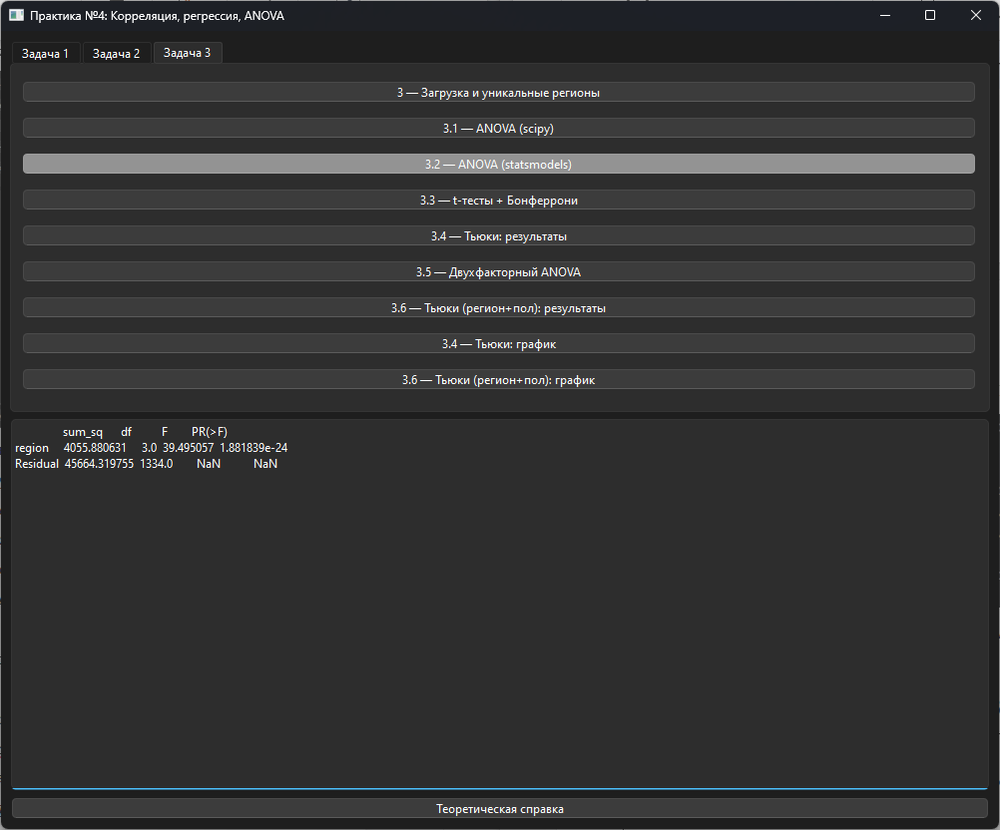 Практика №4: Корреляция, регрессия, ANOVA
Задача 1 Задача 2 Задача 3
3 — Загрузка и уникальные регионы
3.1 — ANOVA (scipy)
3.2 — ANOVA (statsmodels)
3.3 — t-тесты + Бонферрони
3.4 — Тьюки: результаты
3.5 — Двухфакторный ANOVA
3.6 — Тьюки (регион+пол): результаты
3.4 — Тьюки: график
3.6 — Тьюки (регион+пол): график
sum_sq df F PR(>F)
region 4055.880631 3.0 39.495057 1.881839e-24
Residual 45664.319755 1334.0 NaN NaN
Теоретическая справка